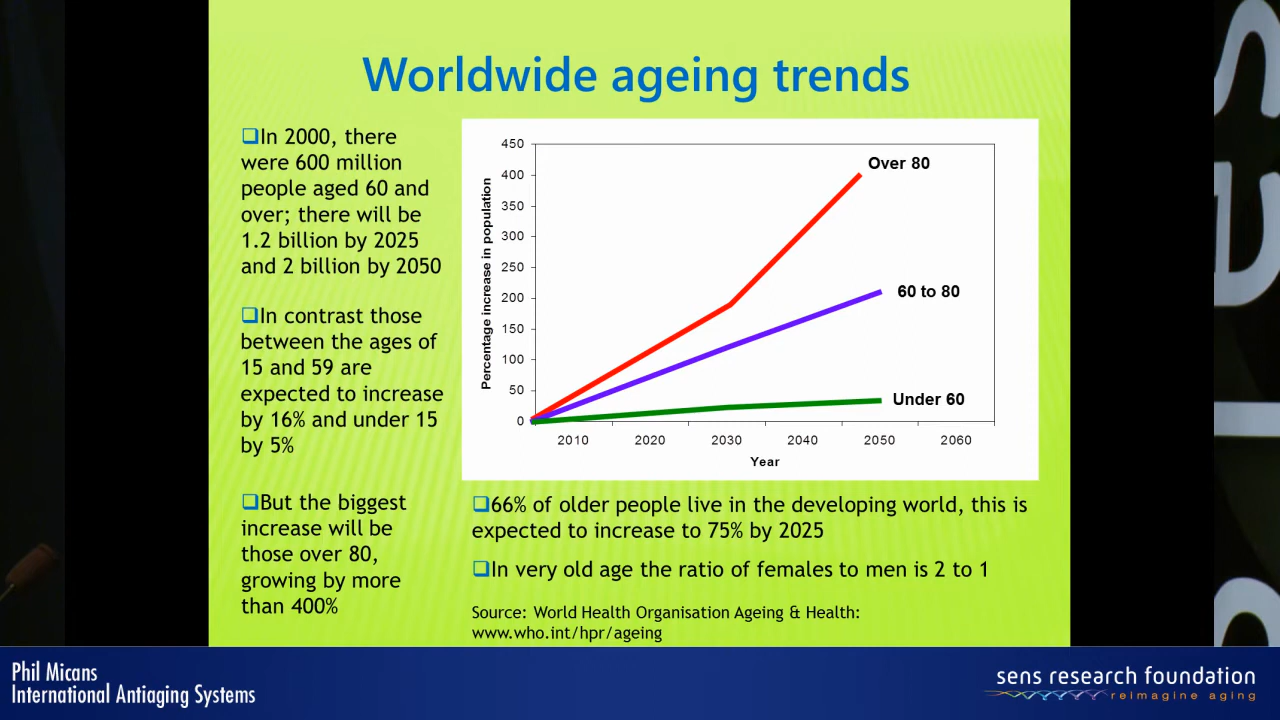 Worldwide ageing trends
❑In 2000, there
were 600 million
people aged 60 and
over; there will be
1.2 billion by 2025
and 2 billion by 2050
❑In contrast those
between the ages of
15 and 59 are
expected to increase
by 16% and under 15
by 5%
❑But the biggest
increase will be
those over 80,
growing by more
than 400%
Percentage increase in population
450
400
350
300
250
200
150
100
50
0
Over 80
60 to 80
Under 60
2010 2020 2030 2040 2050 2060
Year
❑66% of older people live in the developing world, this is
expected to increase to 75% by 2025
❑In very old age the ratio of females to men is 2 to 1
Source: World Health Organisation Ageing & Health:
www.who.int/hpr/ageing
Phil Micans
International Antiaging Systems
sens research foundation
reimagine aging